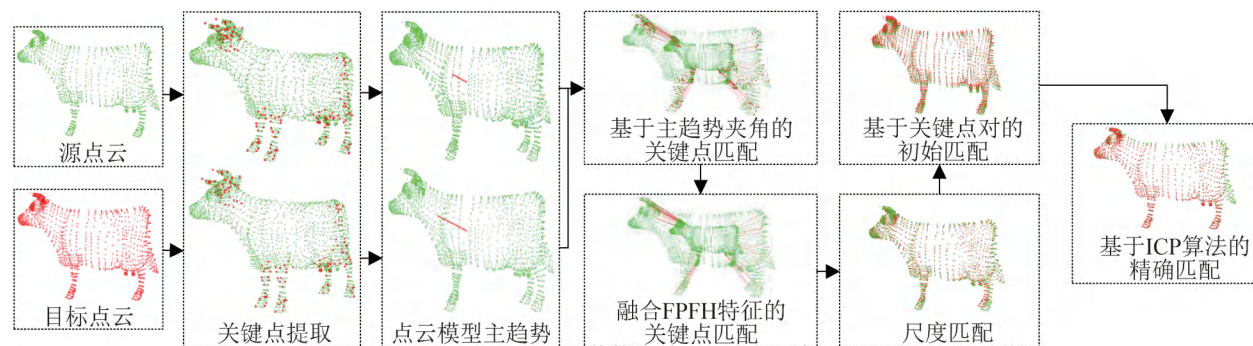 源点云
目标点云
关键点提取
点云模型主趋势
基于主趋势夹角的
关键点匹配
融合FPFH特征的
关键点匹配
尺度匹配
基于关键点对的
初始匹配
基于ICP算法的
精确匹配